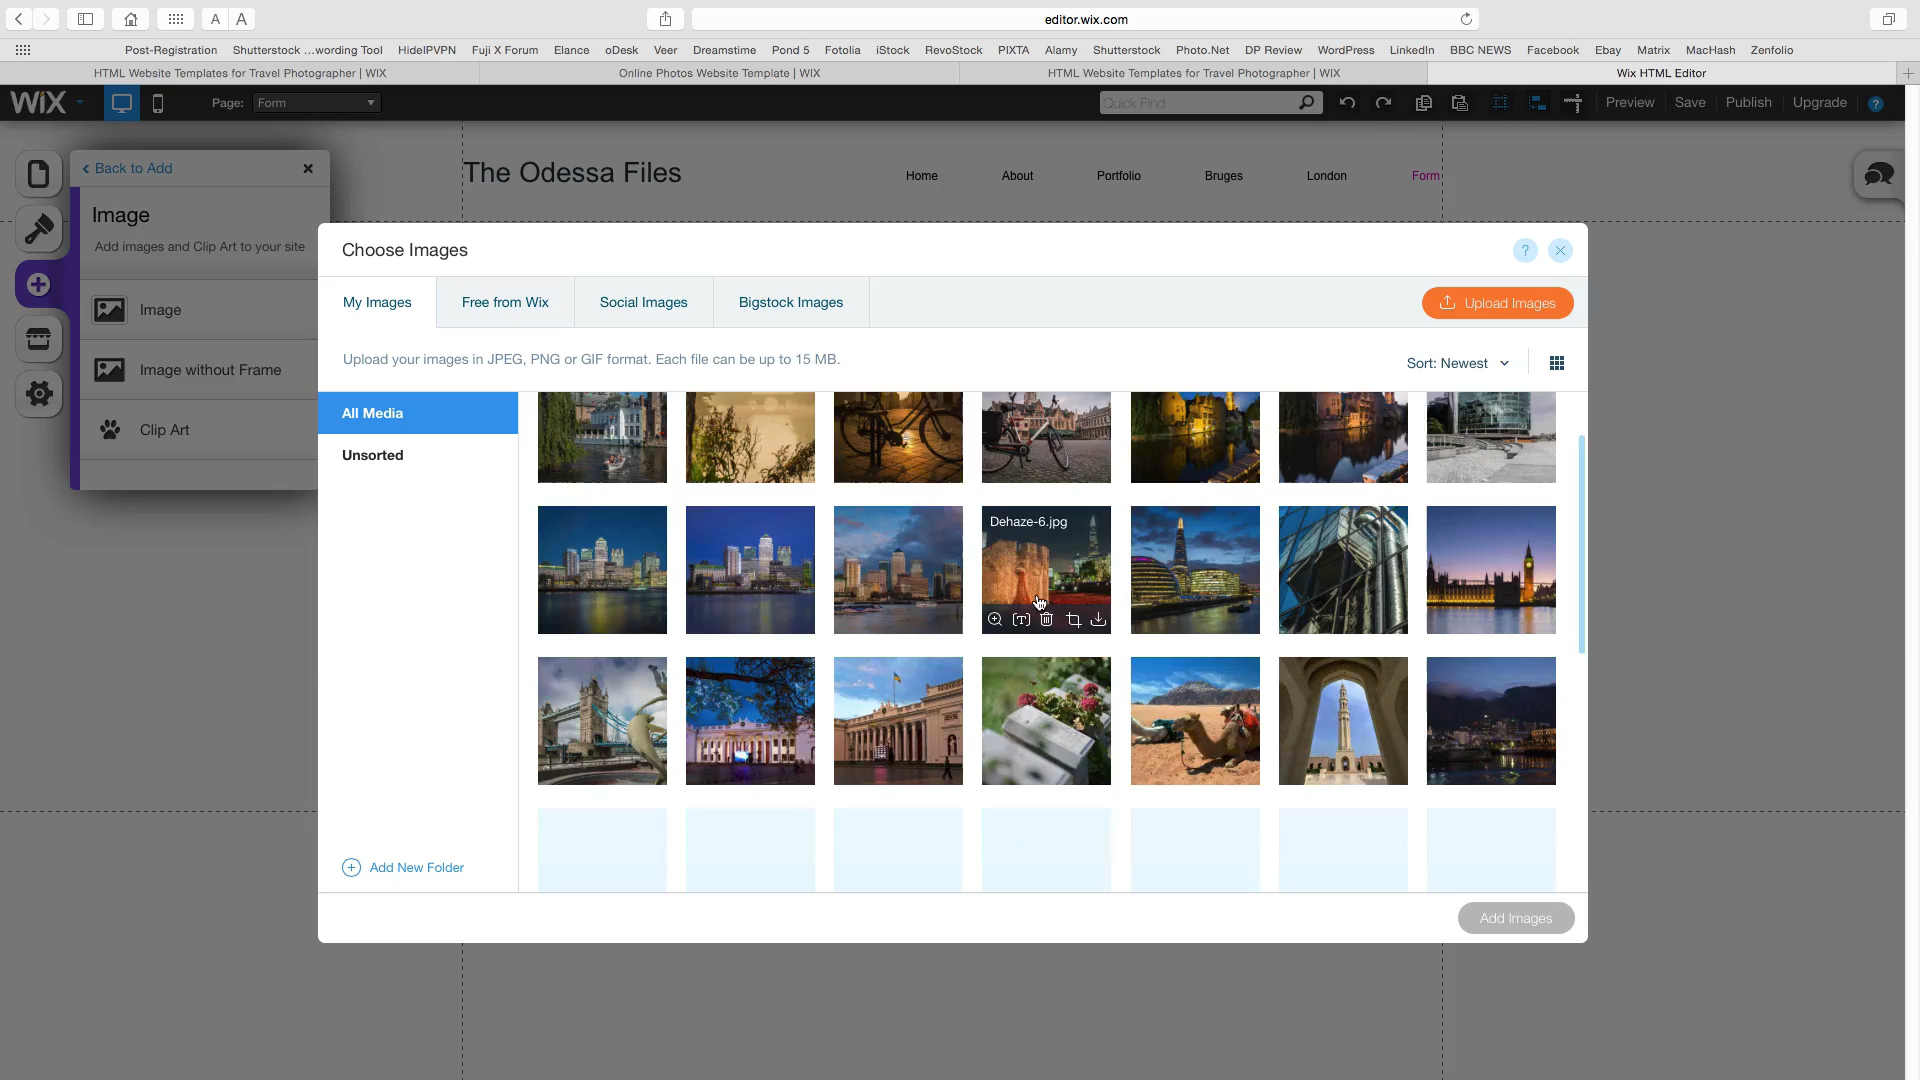 A A
editor.wix.com
Post-Registration Shutterstock ...wording Tool HideIPVPN Fuji X Forum Elance oDesk Veer Dreamstime Pond 5 Fotolia iStock RevoStock PIXTA Alamy Shutterstock Photo.Net DP Review WordPress LinkedIn BBC NEWS Facebook Ebay Matrix MacHash Zenfolio
HTML Website Templates for Travel Photographer | WIX
Online Photos Website Template | WIX
HTML Website Templates for Travel Photographer | WIX
Wix HTML Editor
WiX Page: Form Quick Find Preview Save Publish Upgrade ?
< Back to Add
The Odessa Files
Home About Portfolio Bruges London Form
Image
Add images and Clip Art to your site
Image
Image without Frame
Clip Art
Choose Images ?
My Images Free from Wix Social Images Bigstock Images Upload Images
Upload your images in JPEG, PNG or GIF format. Each file can be up to 15 MB.
Sort: Newest
All Media
Unsorted
Dehaze-6.jpg
[T]
Add New Folder
Add Images